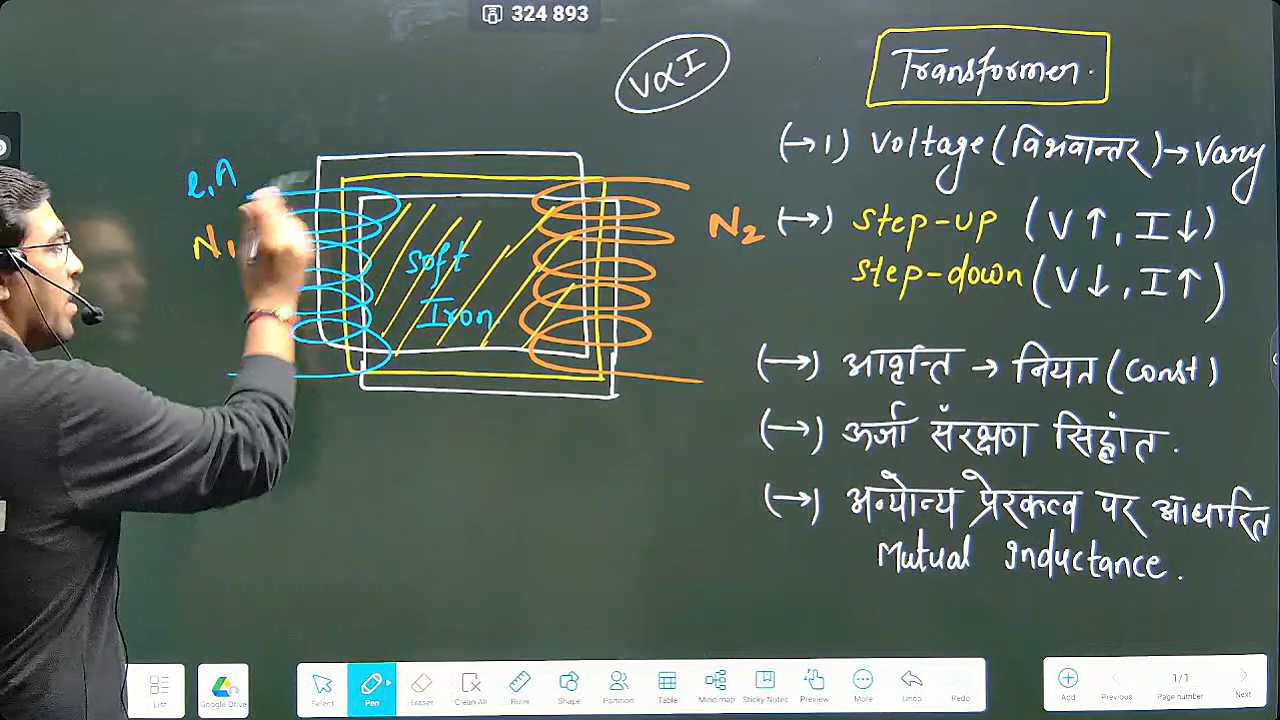 324 893
V∝I
Transformer.
(→1) Voltage (विभवान्तर) → Vary
(→) step-up (V↑, I↓)
step-down (V↓, I↑)
(→) आवृत्ति → नियत (Const)
(→) ऊर्जा संरक्षण सिद्धांत.
(→) अन्योन्य प्रेरकत्व पर आधारित
Mutual Inductance.
l, A
N1
N2
Soft
Iron
List
Google Drive
Select
Pen
Eraser
Clean All
Ruler
Shape
Partition
Table
Mind map
Sticky Notes
Preview
More
Undo
Redo
Add
Previous
1/1
Page number
Next